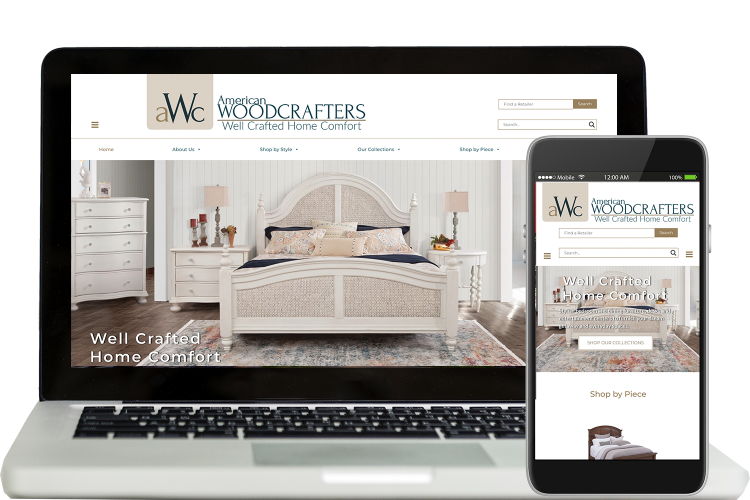 aWc
American
WOODCRAFTERS
Well Crafted Home Comfort
Find a Retailer
Search
Search...
Home
About Us
Shop by Style
Our Collections
Shop by Piece
Well Crafted
Home Comfort
Mobile
12:00 AM
100%
aWc
American
WOODCRAFTERS
Well Crafted Home Comfort
Find a Retailer
Search
Search...
Well Crafted
Home Comfort
SHOP OUR COLLECTIONS
Shop by Piece